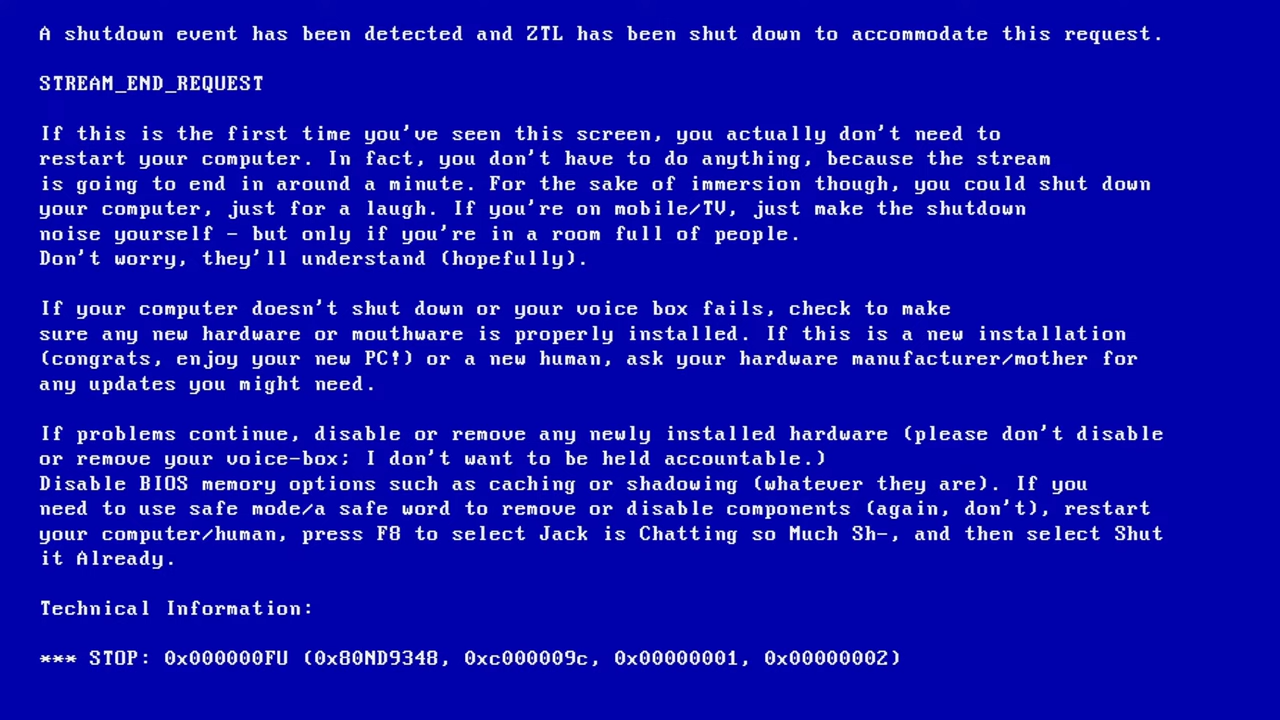 A shutdown event has been detected and ZTL has been shut down to accommodate this request.
STREAM_END_REQUEST
If this is the first time you've seen this screen, you actually don't need to
restart your computer. In fact, you don't have to do anything, because the stream
is going to end in around a minute. For the sake of immersion though, you could shut down
your computer, just for a laugh. If you're on mobile/TV, just make the shutdown
noise yourself - but only if you're in a room full of people.
Don't worry, they'll understand (hopefully).
If your computer doesn't shut down or your voice box fails, check to make
sure any new hardware or mouthware is properly installed. If this is a new installation
(congrats, enjoy your new PC!) or a new human, ask your hardware manufacturer/mother for
any updates you might need.
If problems continue, disable or remove any newly installed hardware (please don't disable
or remove your voice-box; I don't want to be held accountable.)
Disable BIOS memory options such as caching or shadowing (whatever they are). If you
need to use safe mode/a safe word to remove or disable components (again, don't), restart
your computer/human, press F8 to select Jack is Chatting so Much Sh-, and then select Shut
it Already.
Technical Information:
*** STOP: 0x000000FU (0x80ND9348, 0xc000009c, 0x00000001, 0x00000002)